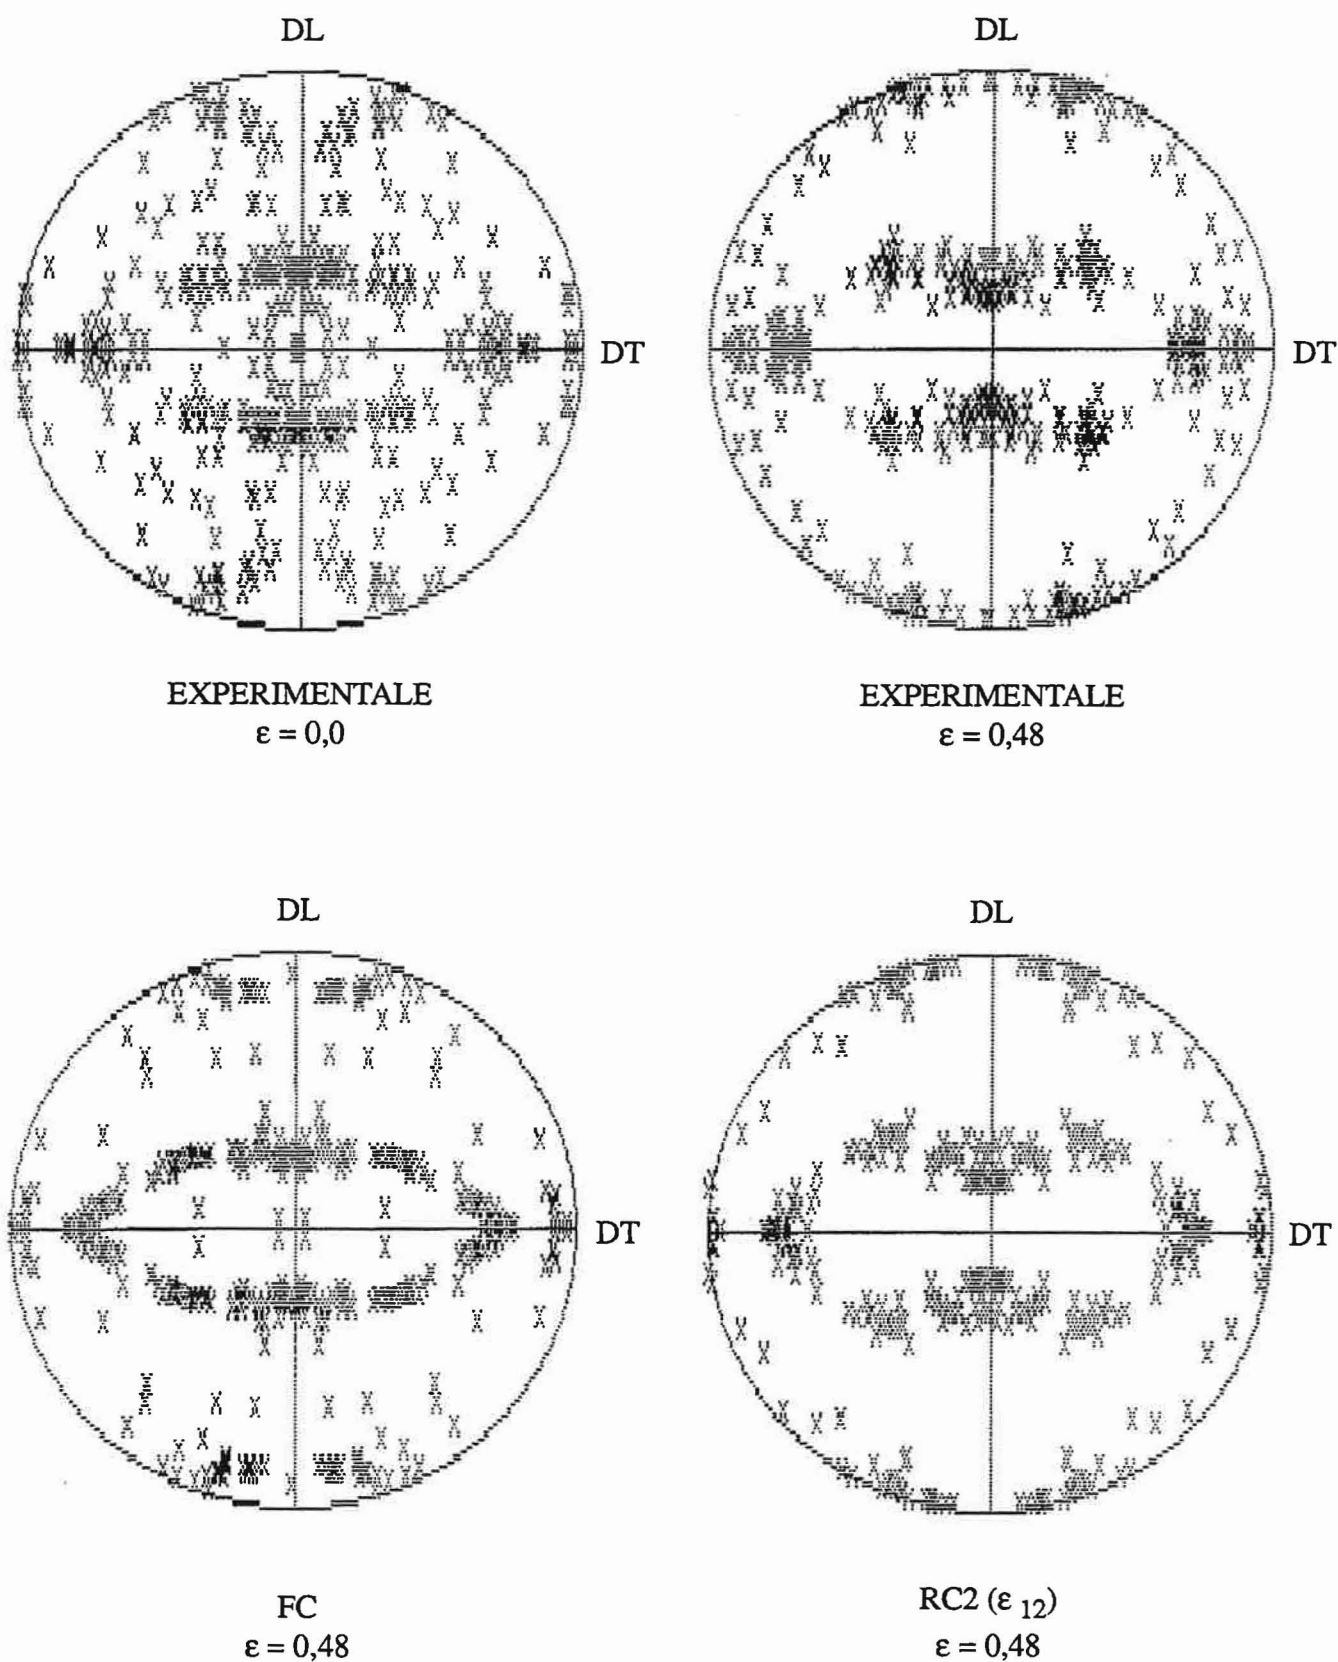 DL
DL
DT
DT
EXPERIMENTALE
ε = 0,0
EXPERIMENTALE
ε = 0,48
DL
DL
DT
DT
FC
ε = 0,48
RC2 (ε 12)
ε = 0,48